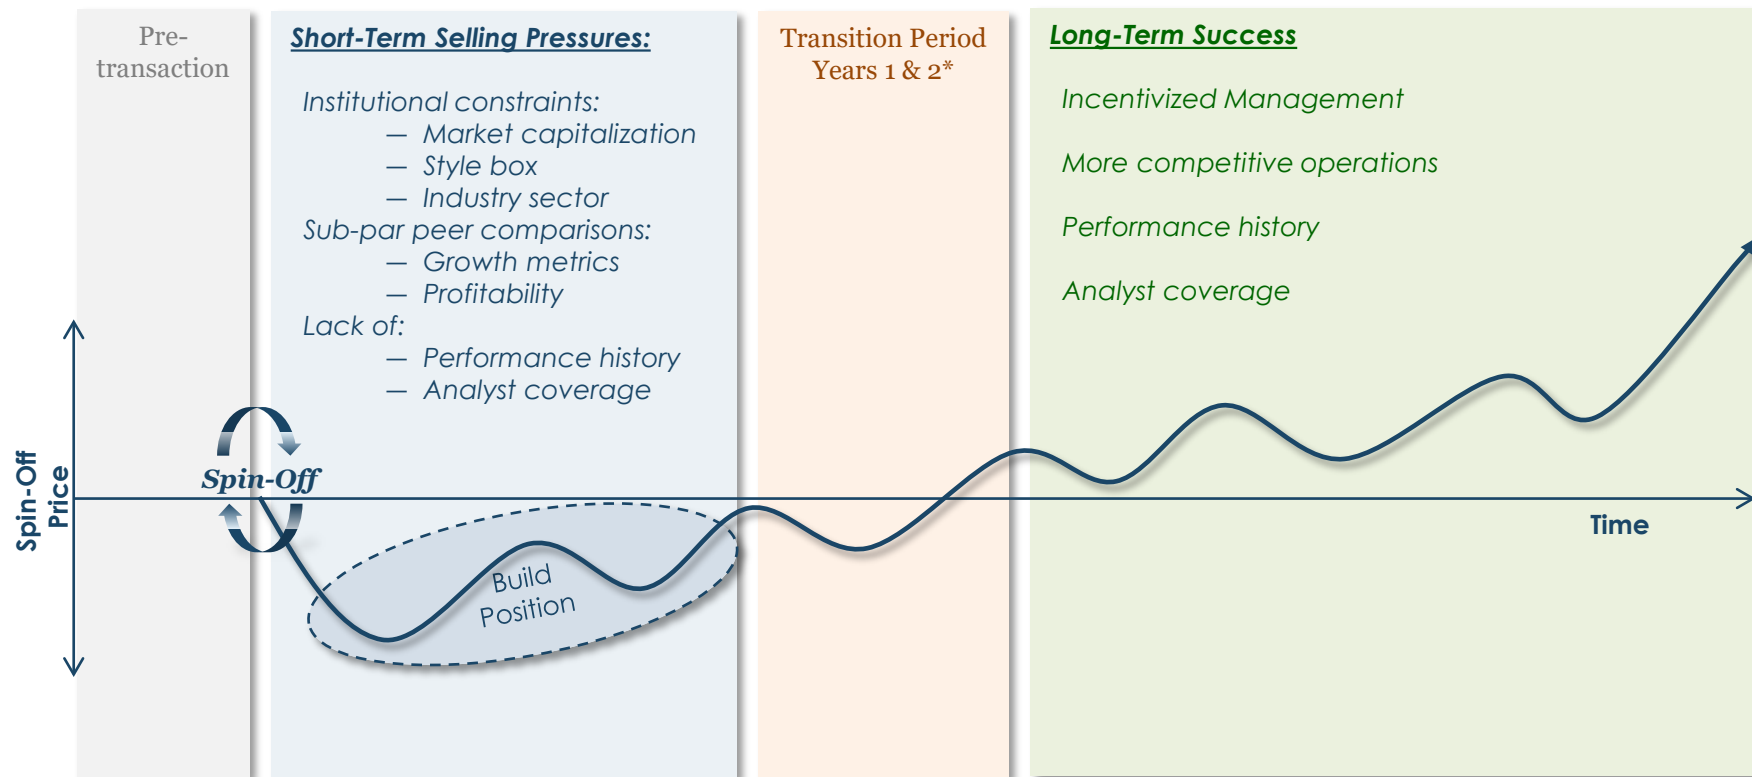 Pre-
transaction
Short-Term Selling Pressures:
Institutional constraints:
— Market capitalization
— Style box
— Industry sector
Sub-par peer comparisons:
— Growth metrics
— Profitability
Lack of:
— Performance history
— Analyst coverage
Transition Period
Years 1 & 2*
Long-Term Success
Incentivized Management
More competitive operations
Performance history
Analyst coverage
Spin-Off
Price
Spin-Off
Build
Position
Time